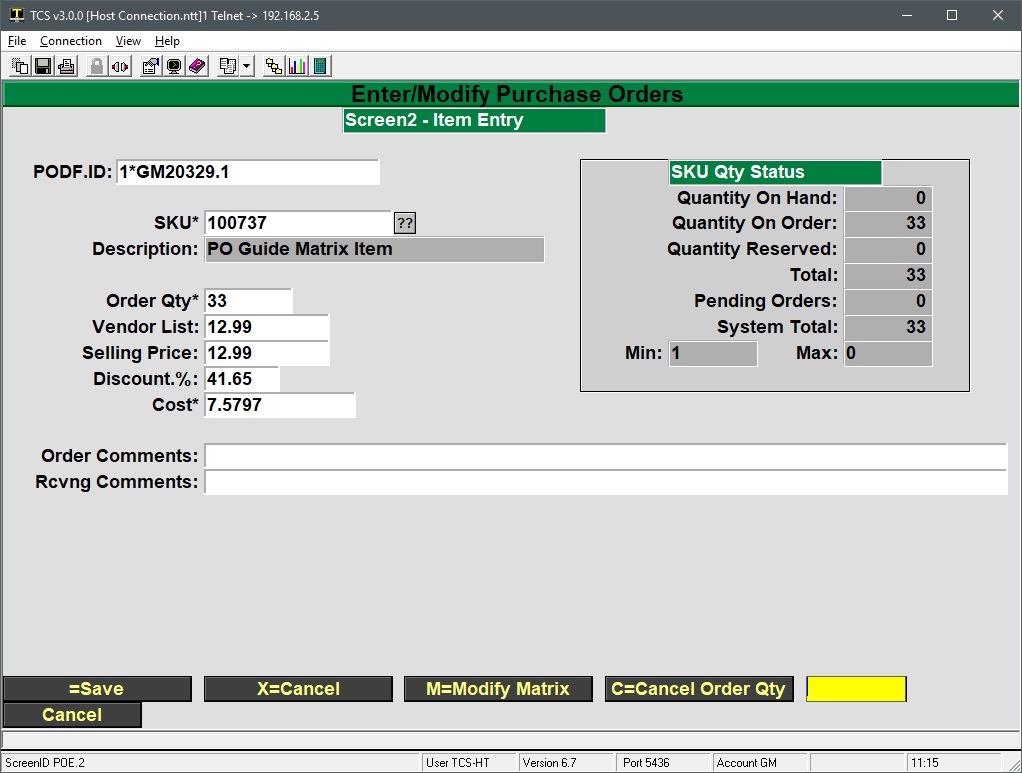 TCS v3.0.0 [Host Connection.ntt]1 Telnet -> 192.168.2.5
File Connection View Help
Enter/Modify Purchase Orders
Screen2 - Item Entry
PODF.ID: 1*GM20329.1
SKU* 100737 ??
Description: PO Guide Matrix Item
Order Qty* 33
Vendor List: 12.99
Selling Price: 12.99
Discount.%: 41.65
Cost* 7.5797
SKU Qty Status
Quantity On Hand: 0
Quantity On Order: 33
Quantity Reserved: 0
Total: 33
Pending Orders: 0
System Total: 33
Min: 1 Max: 0
Order Comments:
Rcvng Comments:
=Save X=Cancel M=Modify Matrix C=Cancel Order Qty
Cancel
ScreenID POE.2 User TCS-HT Version 6.7 Port 5436 Account GM 11:15